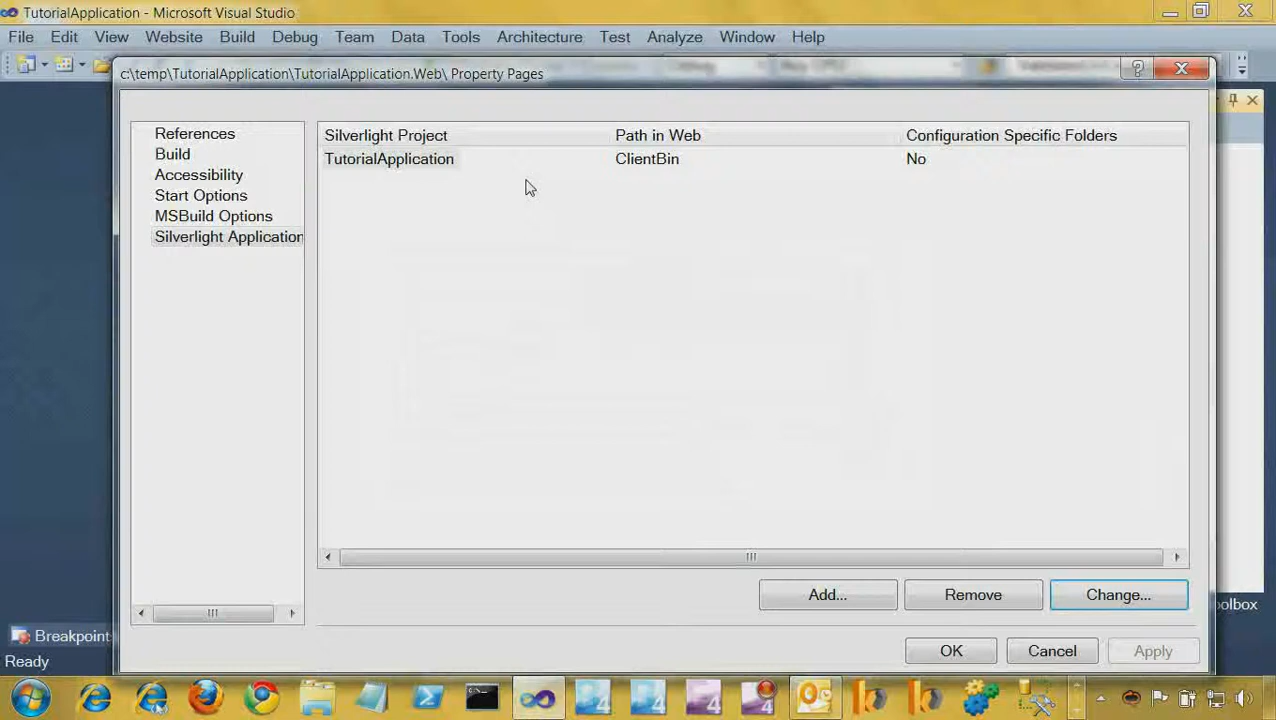 TutorialApplication - Microsoft Visual Studio
File Edit View Website Build Debug Team Data Tools Architecture Test Analyze Window Help
c:\temp\TutorialApplication\TutorialApplication.Web\ Property Pages
References
Build
Accessibility
Start Options
MSBuild Options
Silverlight Application
Silverlight Project Path in Web Configuration Specific Folders
TutorialApplication ClientBin No
Add... Remove Change...
OK Cancel Apply
Breakpoint
olbox
Ready